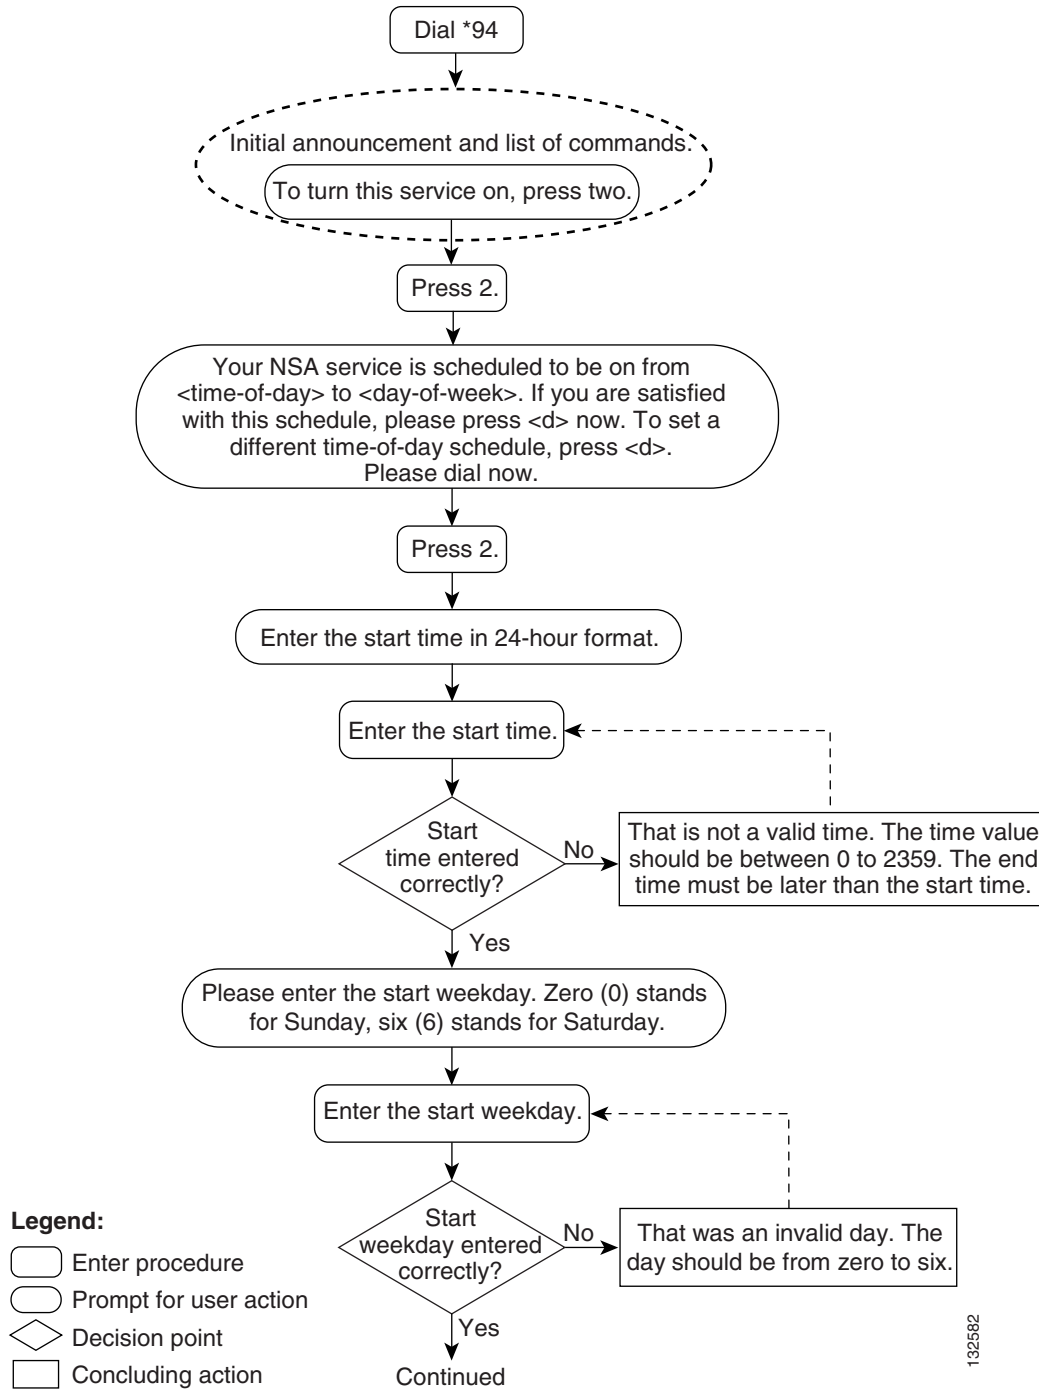 Dial *94
Initial announcement and list of commands.
To turn this service on, press two.
Press 2.
Your NSA service is scheduled to be on from
<time-of-day> to <day-of-week>. If you are satisfied
with this schedule, please press <d> now. To set a
different time-of-day schedule, press <d>.
Please dial now.
Press 2.
Enter the start time in 24-hour format.
Enter the start time.
Start
time entered
correctly?
No
That is not a valid time. The time value
should be between 0 to 2359. The end
time must be later than the start time.
Yes
Please enter the start weekday. Zero (0) stands
for Sunday, six (6) stands for Saturday.
Enter the start weekday.
Start
weekday entered
correctly?
No
That was an invalid day. The
day should be from zero to six.
Yes
Continued
Legend:
Enter procedure
Prompt for user action
Decision point
Concluding action
132582